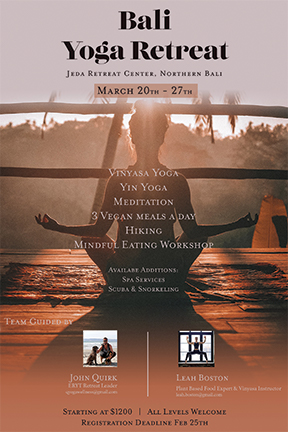 Bali
Yoga Retreat
Jeda Retreat Center, Northern Bali
March 20th - 27th
Vinyasa Yoga
Yin Yoga
Meditation
3 Vegan meals a day
Hiking
Mindful Eating Workshop
Availabe Additions:
Spa Services
Scuba & Snorkeling
Team Guided by
John Quirk
Retreat Leader
Leah Boston
Plant Based Food Expert & Vinyasa Instructor
Starting at $1200 | All Levels Welcome
Registration Deadline Feb 25th